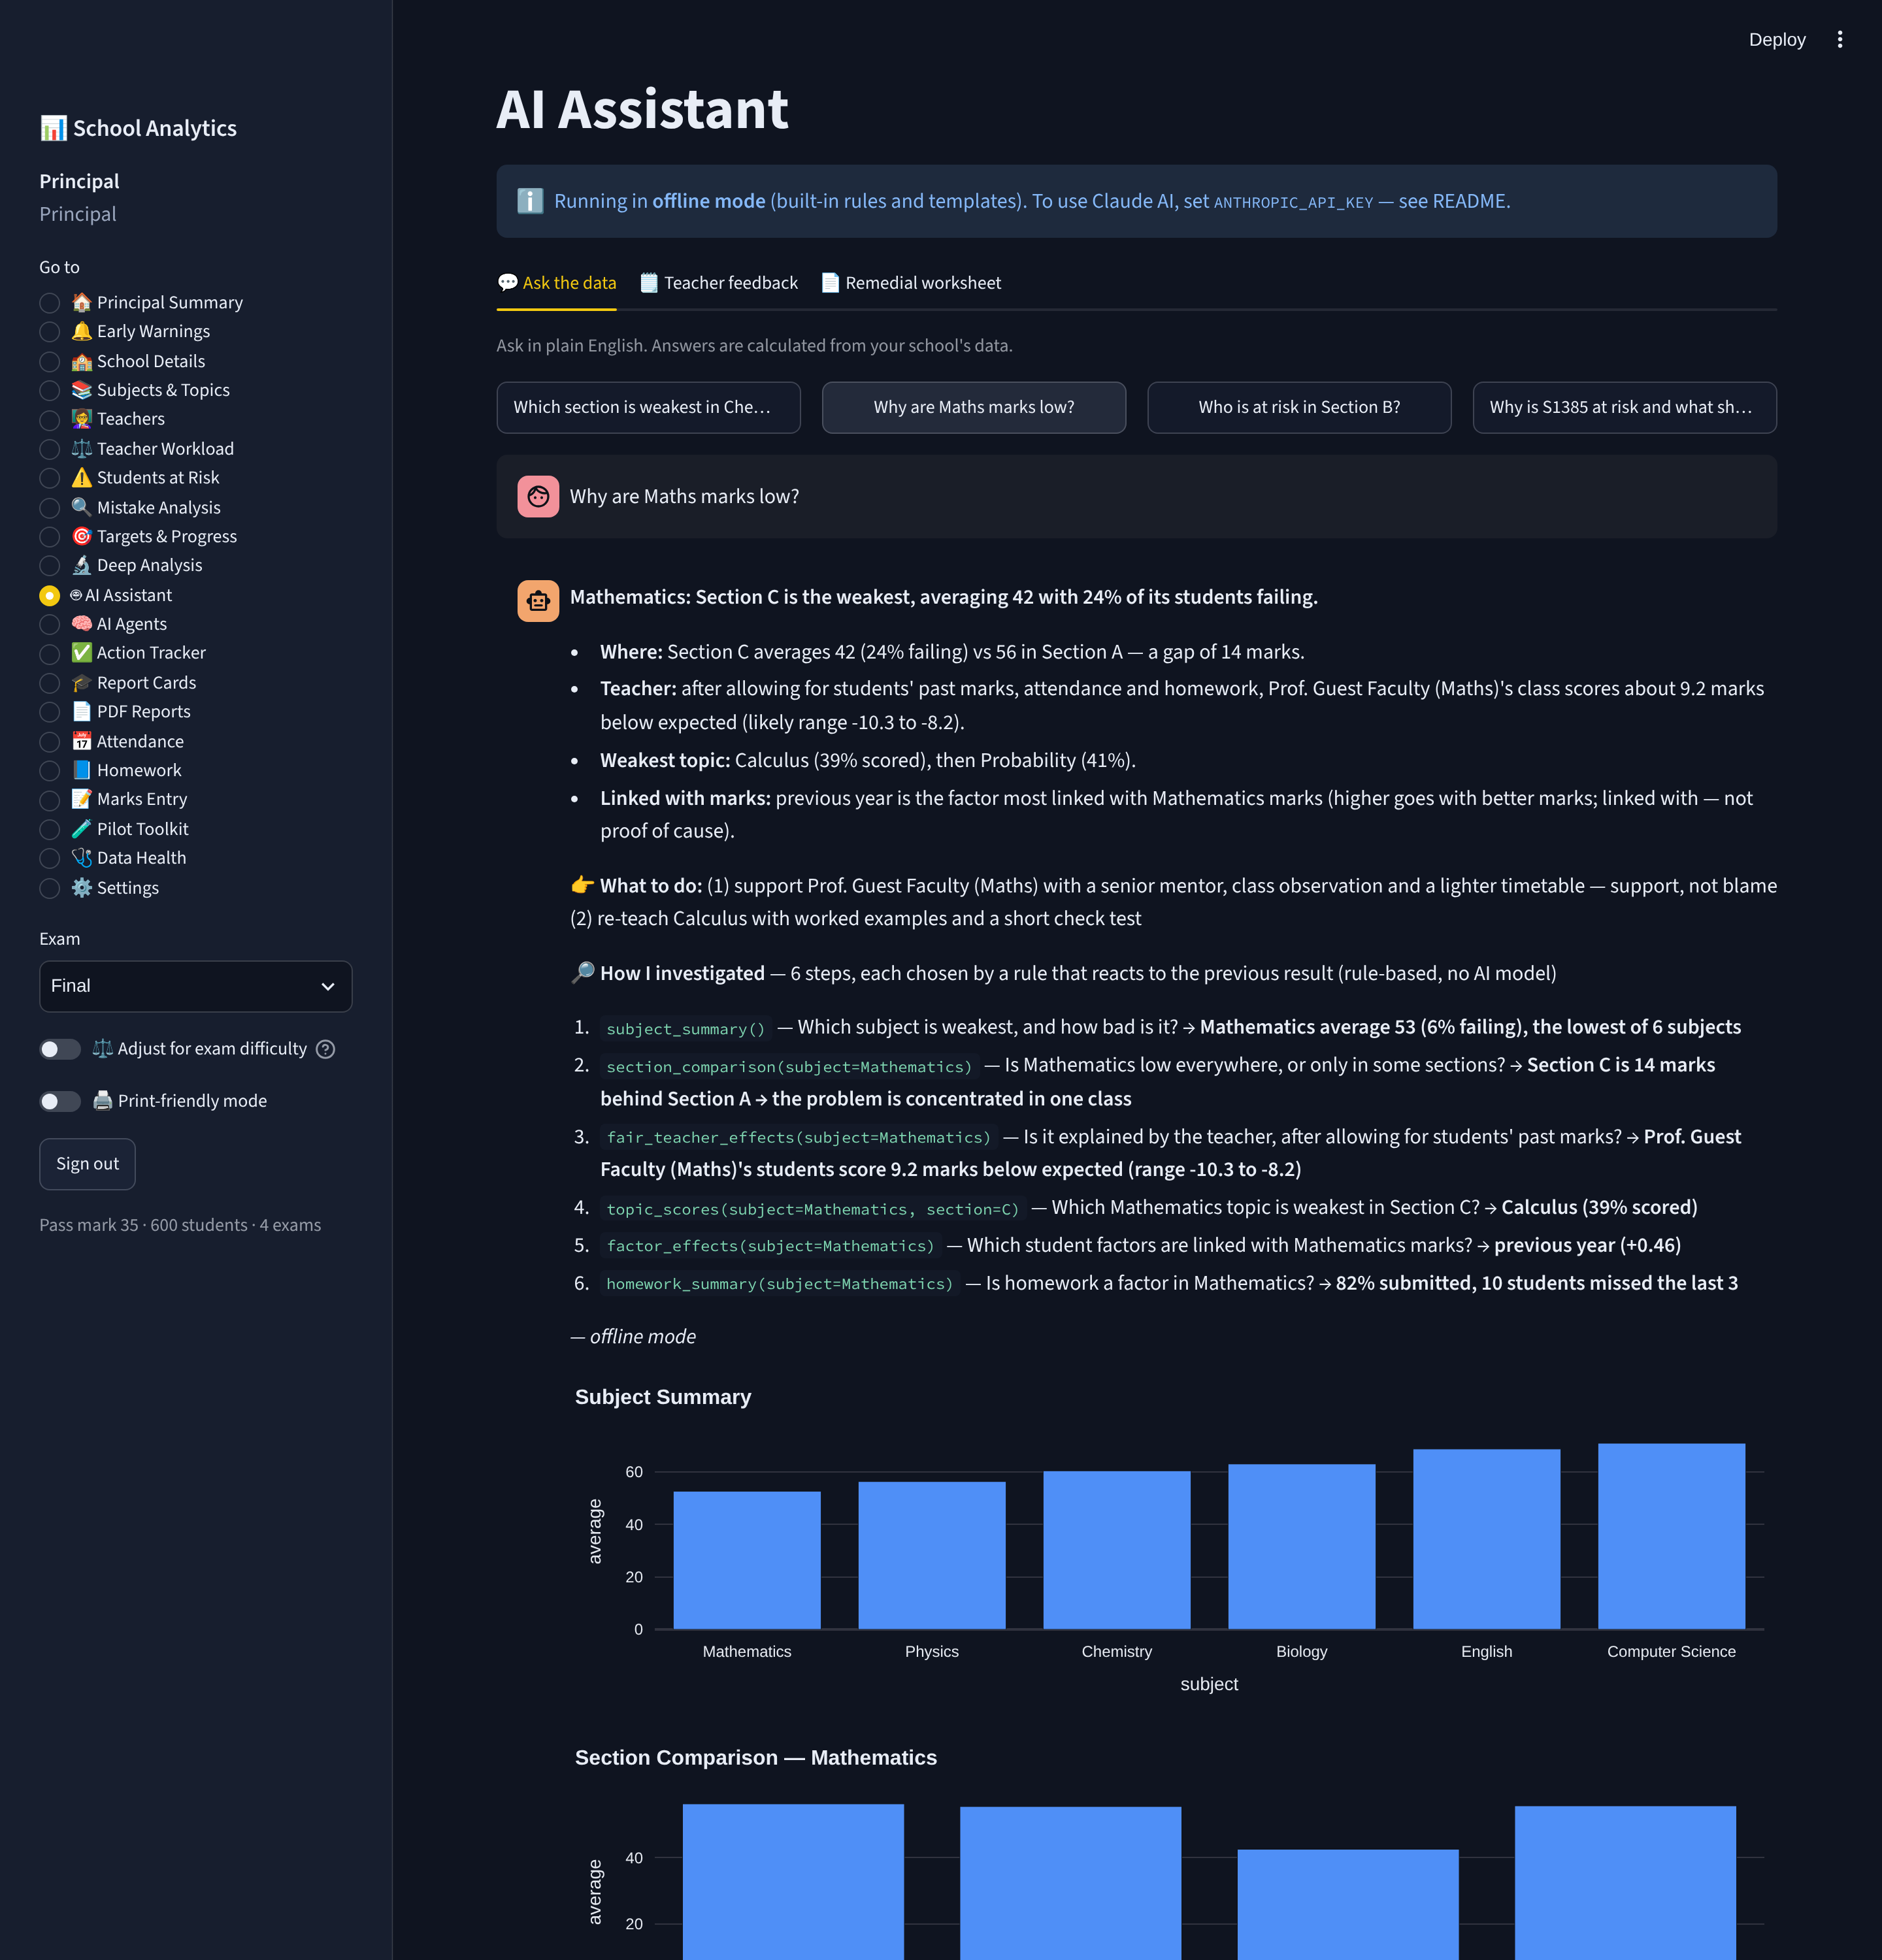 Deploy
📊 School Analytics
Principal
Principal
Go to
🏠 Principal Summary
🔔 Early Warnings
🏫 School Details
📚 Subjects & Topics
👩‍🏫 Teachers
⚖️ Teacher Workload
⚠️ Students at Risk
🔍 Mistake Analysis
🎯 Targets & Progress
🔬 Deep Analysis
🤖 AI Assistant
🧠 AI Agents
✅ Action Tracker
🎓 Report Cards
📄 PDF Reports
📅 Attendance
📘 Homework
📝 Marks Entry
🧪 Pilot Toolkit
🩺 Data Health
⚙️ Settings
Exam
Final
⚖️ Adjust for exam difficulty
🖨️ Print-friendly mode
Sign out
Pass mark 35 · 600 students · 4 exams
AI Assistant
ℹ️ Running in offline mode (built-in rules and templates). To use Claude AI, set ANTHROPIC_API_KEY — see README.
💬 Ask the data 🗒️ Teacher feedback 📄 Remedial worksheet
Ask in plain English. Answers are calculated from your school's data.
Which section is weakest in Che…
Why are Maths marks low?
Who is at risk in Section B?
Why is S1385 at risk and what sh…
Why are Maths marks low?
Mathematics: Section C is the weakest, averaging 42 with 24% of its students failing.
• Where: Section C averages 42 (24% failing) vs 56 in Section A — a gap of 14 marks.
• Teacher: after allowing for students' past marks, attendance and homework, Prof. Guest Faculty (Maths)'s class scores about 9.2 marks
below expected (likely range -10.3 to -8.2).
• Weakest topic: Calculus (39% scored), then Probability (41%).
• Linked with marks: previous year is the factor most linked with Mathematics marks (higher goes with better marks; linked with — not
proof of cause).
👉 What to do: (1) support Prof. Guest Faculty (Maths) with a senior mentor, class observation and a lighter timetable — support, not blame
(2) re-teach Calculus with worked examples and a short check test
🔎 How I investigated — 6 steps, each chosen by a rule that reacts to the previous result (rule-based, no AI model)
1. subject_summary() — Which subject is weakest, and how bad is it? → Mathematics average 53 (6% failing), the lowest of 6 subjects
2. section_comparison(subject=Mathematics) — Is Mathematics low everywhere, or only in some sections? → Section C is 14 marks
behind Section A → the problem is concentrated in one class
3. fair_teacher_effects(subject=Mathematics) — Is it explained by the teacher, after allowing for students' past marks? → Prof. Guest
Faculty (Maths)'s students score 9.2 marks below expected (range -10.3 to -8.2)
4. topic_scores(subject=Mathematics, section=C) — Which Mathematics topic is weakest in Section C? → Calculus (39% scored)
5. factor_effects(subject=Mathematics) — Which student factors are linked with Mathematics marks? → previous year (+0.46)
6. homework_summary(subject=Mathematics) — Is homework a factor in Mathematics? → 82% submitted, 10 students missed the last 3
— offline mode
Subject Summary
60
40
20
0
average
Mathematics Physics Chemistry Biology English Computer Science
subject
Section Comparison — Mathematics
40
20
average